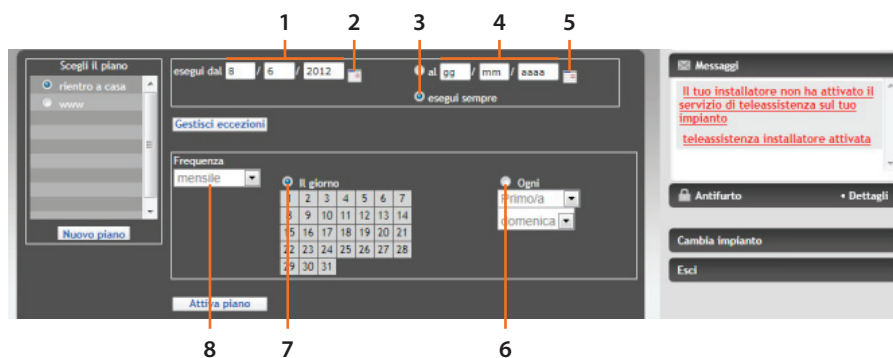 1 2 3 4 5
Scegli il piano
rientro a casa
www
Nuovo piano
esegui dal 8 / 6 / 2012
al gg / mm / aaaa
esegui sempre
Gestisci eccezioni
Frequenza
mensile
Il giorno
1 2 3 4 5 6 7
8 9 10 11 12 13 14
15 16 17 18 19 20 21
22 23 24 25 26 27 28
29 30 31
Ogni
Primo/a
domenica
Attiva piano
Messaggi
Il tuo installatore non ha attivato il
servizio di teleassistenza sul tuo
impianto
teleassistenza installatore attivata
Antifurto • Dettagli
Cambia impianto
Esci
8 7 6